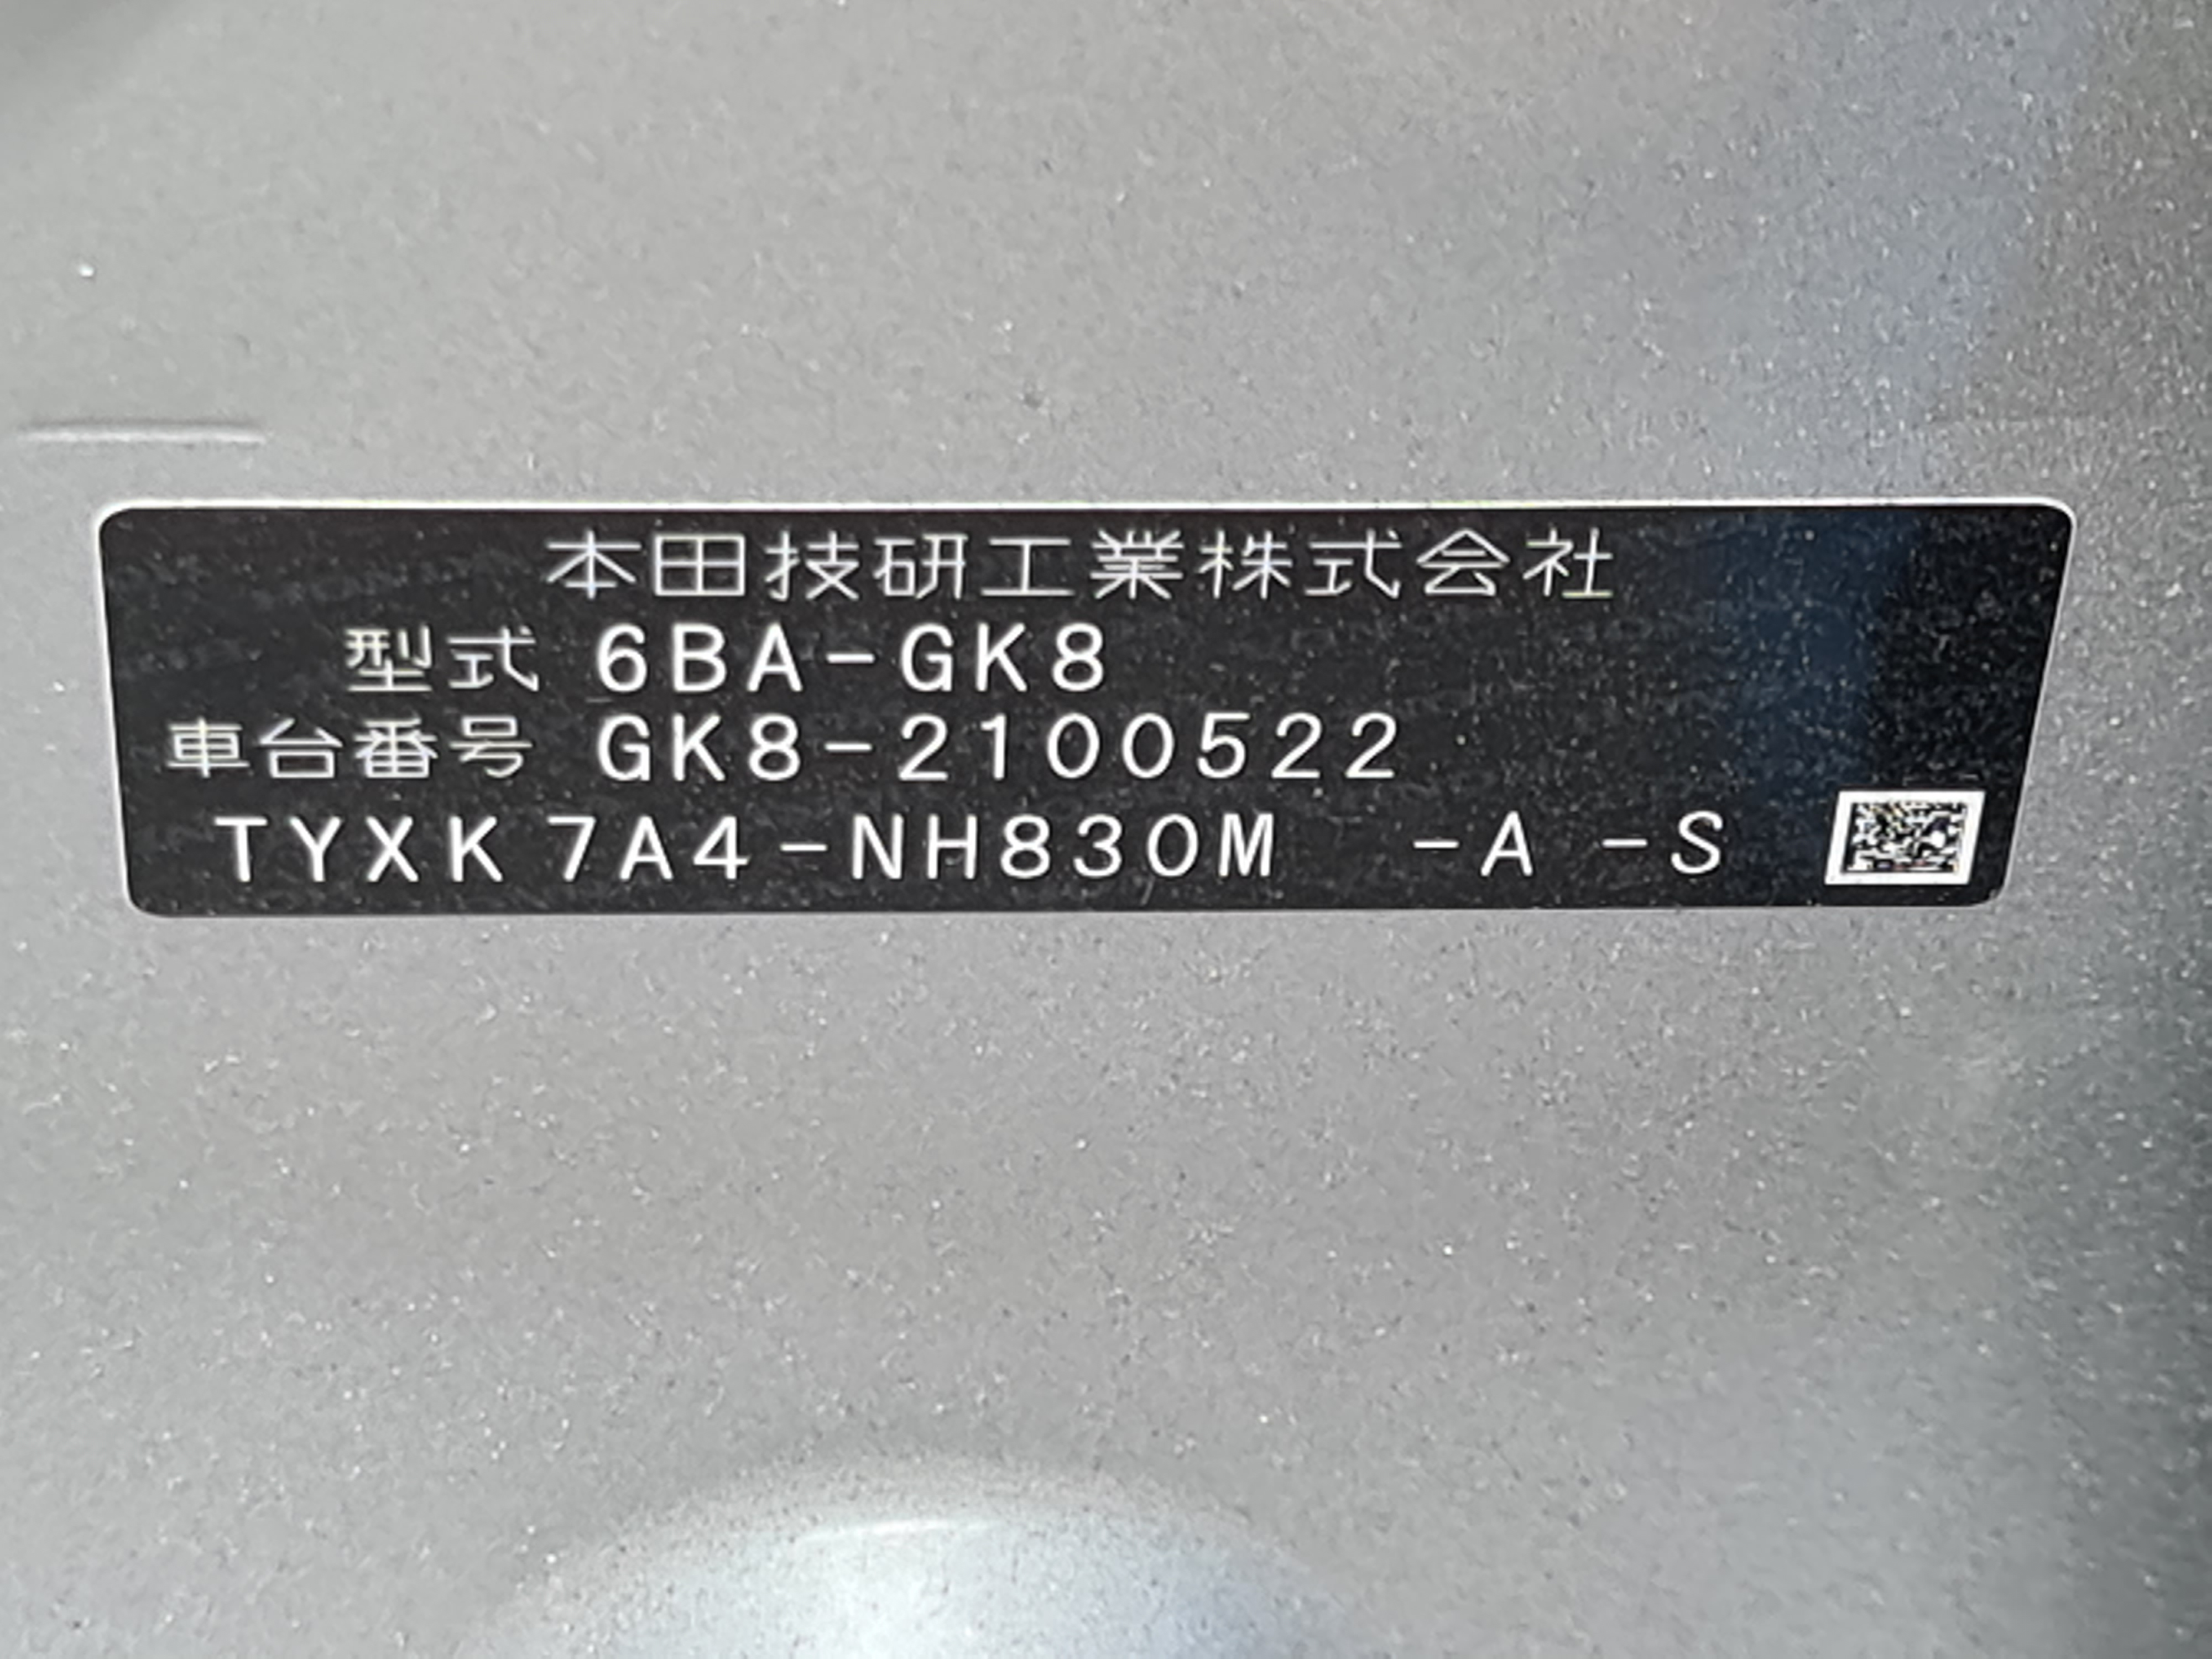 本田技研工業株式会社
型式 6BA-GK8
車台番号 GK8-2100522
TYXK 7A4-NH830M -A -S